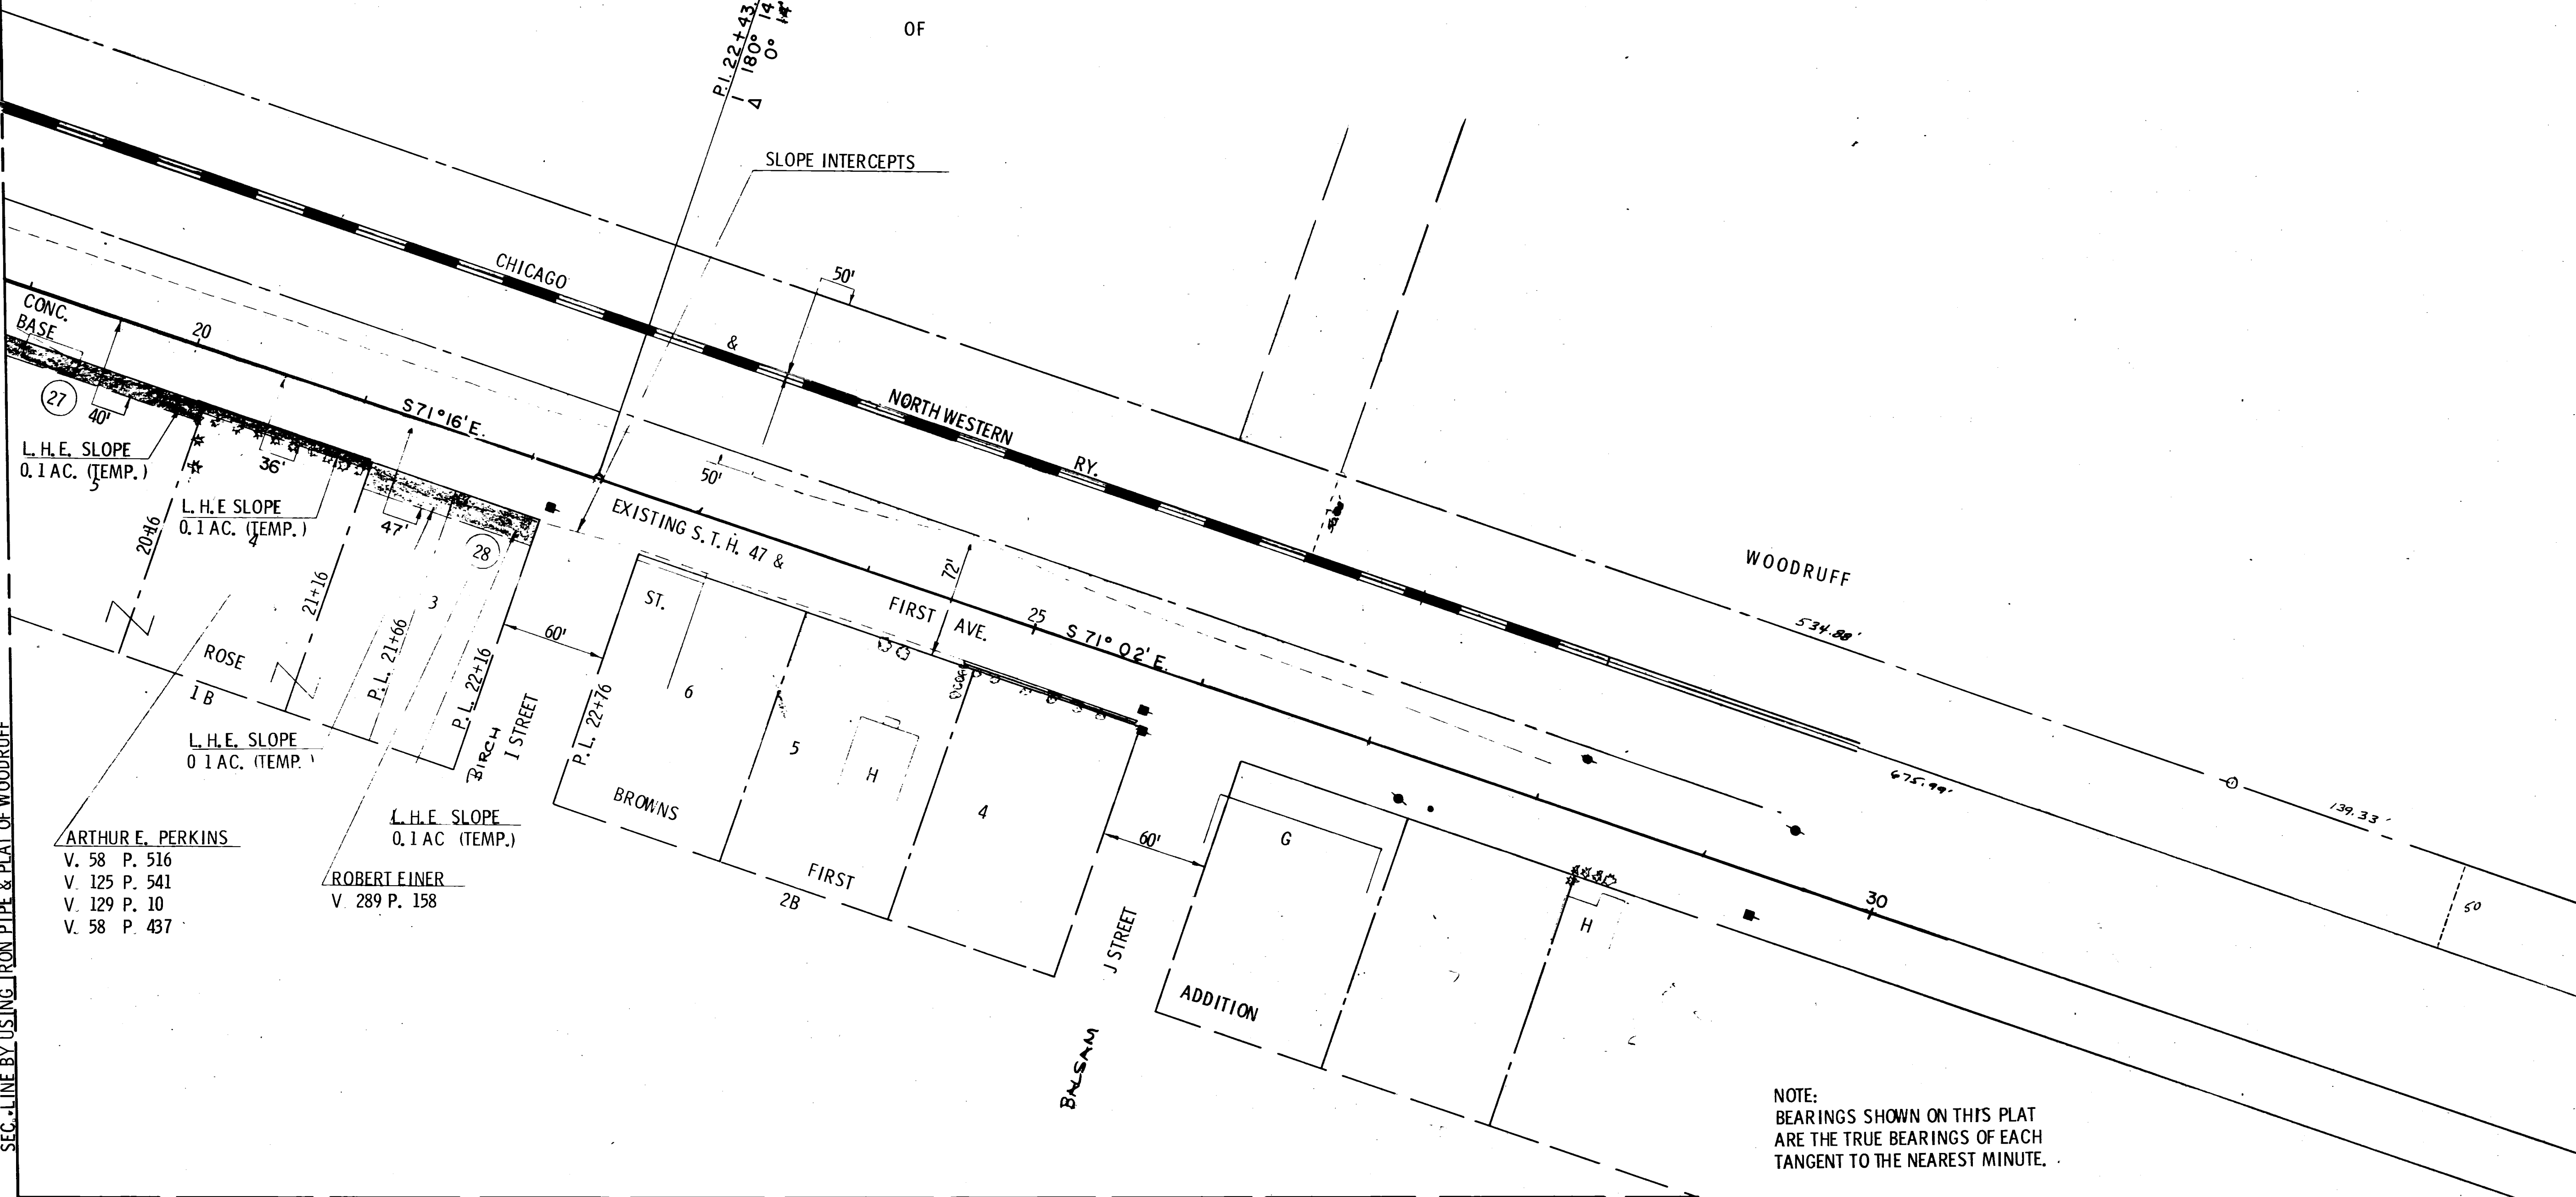 OF
P.I. 22+43.
180° 14
0° 14'
Δ
SLOPE INTERCEPTS
CHICAGO
&
NORTH WESTERN
RY.
50'
50'
CONC.
BASE
20
S 71° 16' E.
27
40'
L. H. E. SLOPE
0. 1 AC. (TEMP.)
5
36'
L. H. E SLOPE
0. 1 AC. (TEMP.)
4
47'
28
EXISTING S. T. H. 47 &
FIRST AVE.
72'
25
S 71° 02' E.
WOODRUFF
534.88'
675.99'
139.33'
50
30
20+16
21+16
3
P. L. 21+66
P. L. 22+16
60'
P. L. 22+76
ST.
6
5
H
4
ROSE
1 B
L. H. E. SLOPE
0 1 AC. (TEMP.
BIRCH
I STREET
BROWNS
FIRST
2B
L. H. E SLOPE
0. 1 AC (TEMP.)
ARTHUR E. PERKINS
V. 58 P. 516
V. 125 P. 541
V. 129 P. 10
V. 58 P. 437
ROBERT EINER
V. 289 P. 158
60'
G
H
J STREET
BALSAM
ADDITION
SEC. LINE BY USING IRON PIPE & PLAT OF WOODRUFF
NOTE:
BEARINGS SHOWN ON THIS PLAT
ARE THE TRUE BEARINGS OF EACH
TANGENT TO THE NEAREST MINUTE.